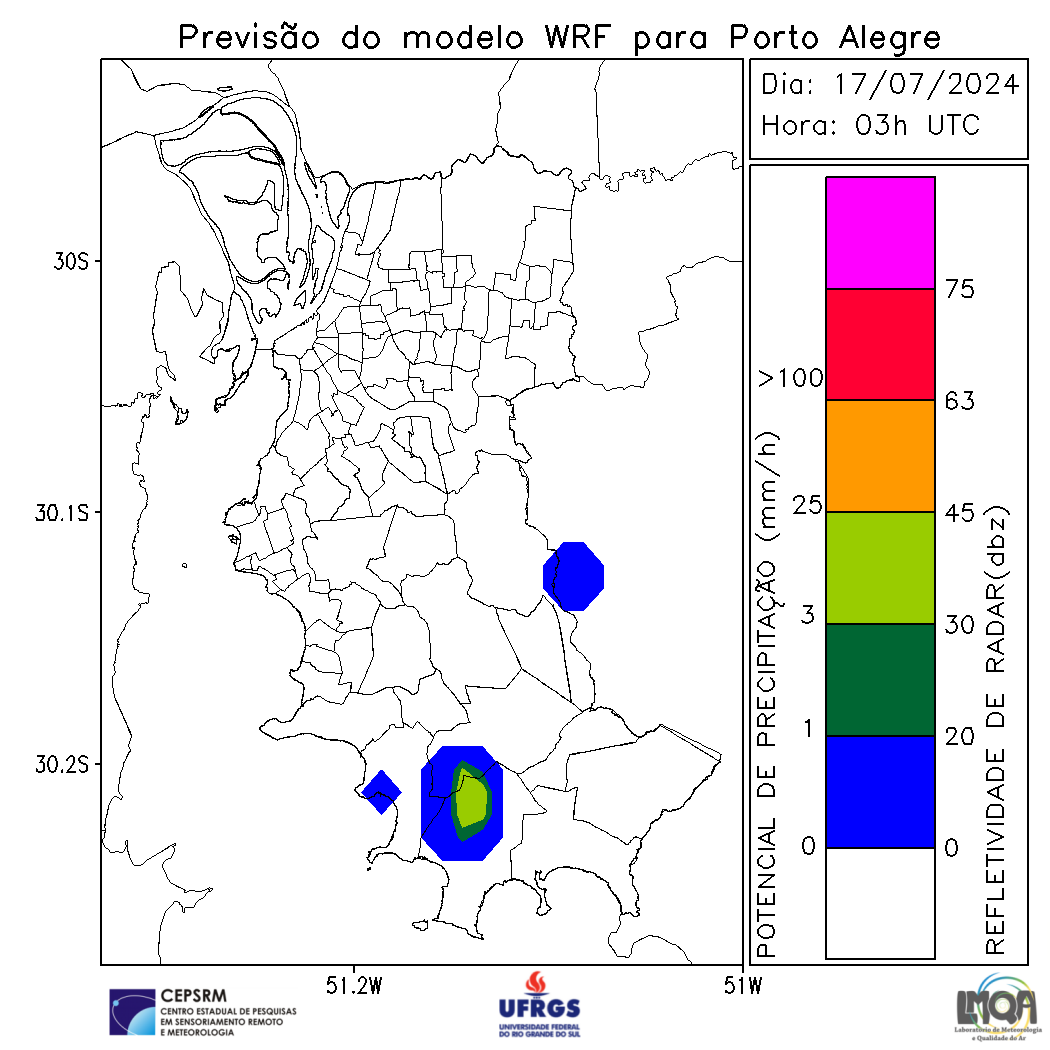 Previsão do modelo WRF para Porto Alegre
Dia: 17/07/2024
Hora: 03h UTC
30S
30.1S
30.2S
51.2W
51W
POTENCIAL DE PRECIPITAÇÃO (mm/h)
>100
25
3
1
0
75
63
45
30
20
0
REFLETIVIDADE DE RADAR(dbz)
CEPSRM
CENTRO ESTADUAL DE PESQUISAS
EM SENSORIAMENTO REMOTO
E METEOROLOGIA
UFRGS
UNIVERSIDADE FEDERAL
DO RIO GRANDE DO SUL
LMQA
Laboratório de Meteorologia
e Qualidade do Ar